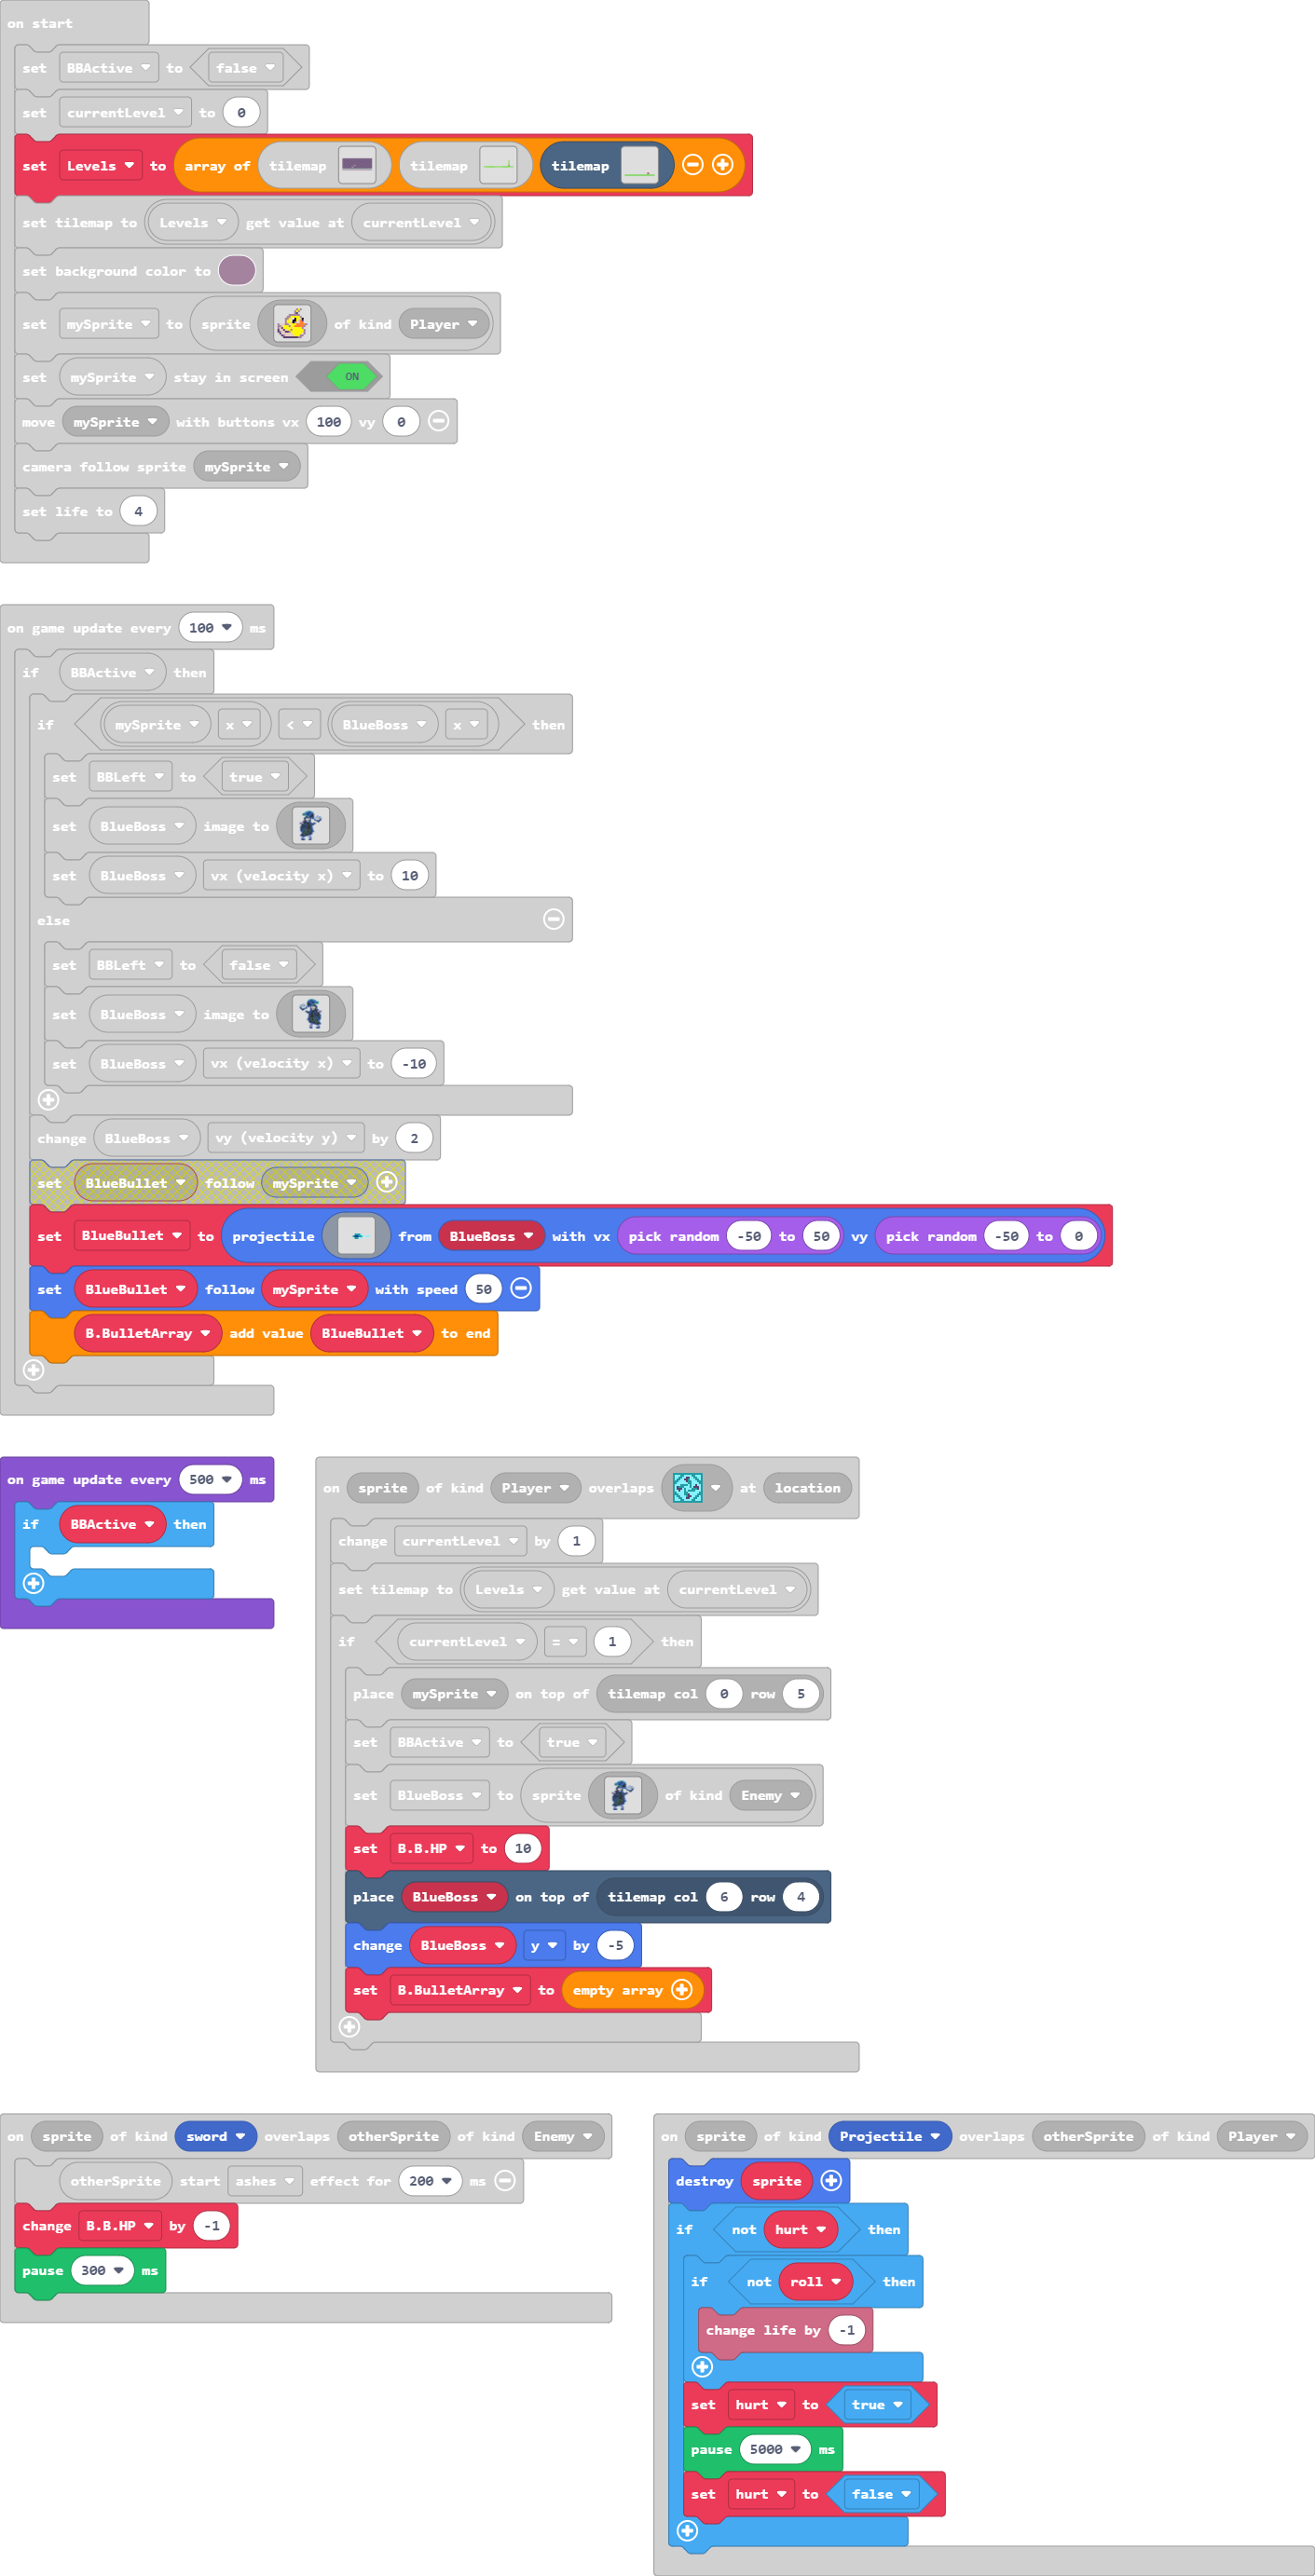 on start
set BBActive to false
set currentLevel to 0
set Levels to array of tilemap tilemap tilemap
set tilemap to Levels get value at currentLevel
set background color to
set mySprite to sprite of kind Player
set mySprite stay in screen ON
move mySprite with buttons vx 100 vy 0
camera follow sprite mySprite
set life to 4
on game update every 100 ms
if BBActive then
if mySprite x < BlueBoss x then
set BBLeft to true
set BlueBoss image to
set BlueBoss vx (velocity x) to 10
else
set BBLeft to false
set BlueBoss image to
set BlueBoss vx (velocity x) to -10
change BlueBoss vy (velocity y) by 2
set BlueBullet follow mySprite
set BlueBullet to projectile from BlueBoss with vx pick random -50 to 50 vy pick random -50 to 0
set BlueBullet follow mySprite with speed 50
B.BulletArray add value BlueBullet to end
on game update every 500 ms
if BBActive then
on sprite of kind Player overlaps at location
change currentLevel by 1
set tilemap to Levels get value at currentLevel
if currentLevel = 1 then
place mySprite on top of tilemap col 0 row 5
set BBActive to true
set BlueBoss to sprite of kind Enemy
set B.B.HP to 10
place BlueBoss on top of tilemap col 6 row 4
change BlueBoss y by -5
set B.BulletArray to empty array
on sprite of kind sword overlaps otherSprite of kind Enemy
otherSprite start ashes effect for 200 ms
change B.B.HP by -1
pause 300 ms
on sprite of kind Projectile overlaps otherSprite of kind Player
destroy sprite
if not hurt then
if not roll then
change life by -1
set hurt to true
pause 5000 ms
set hurt to false